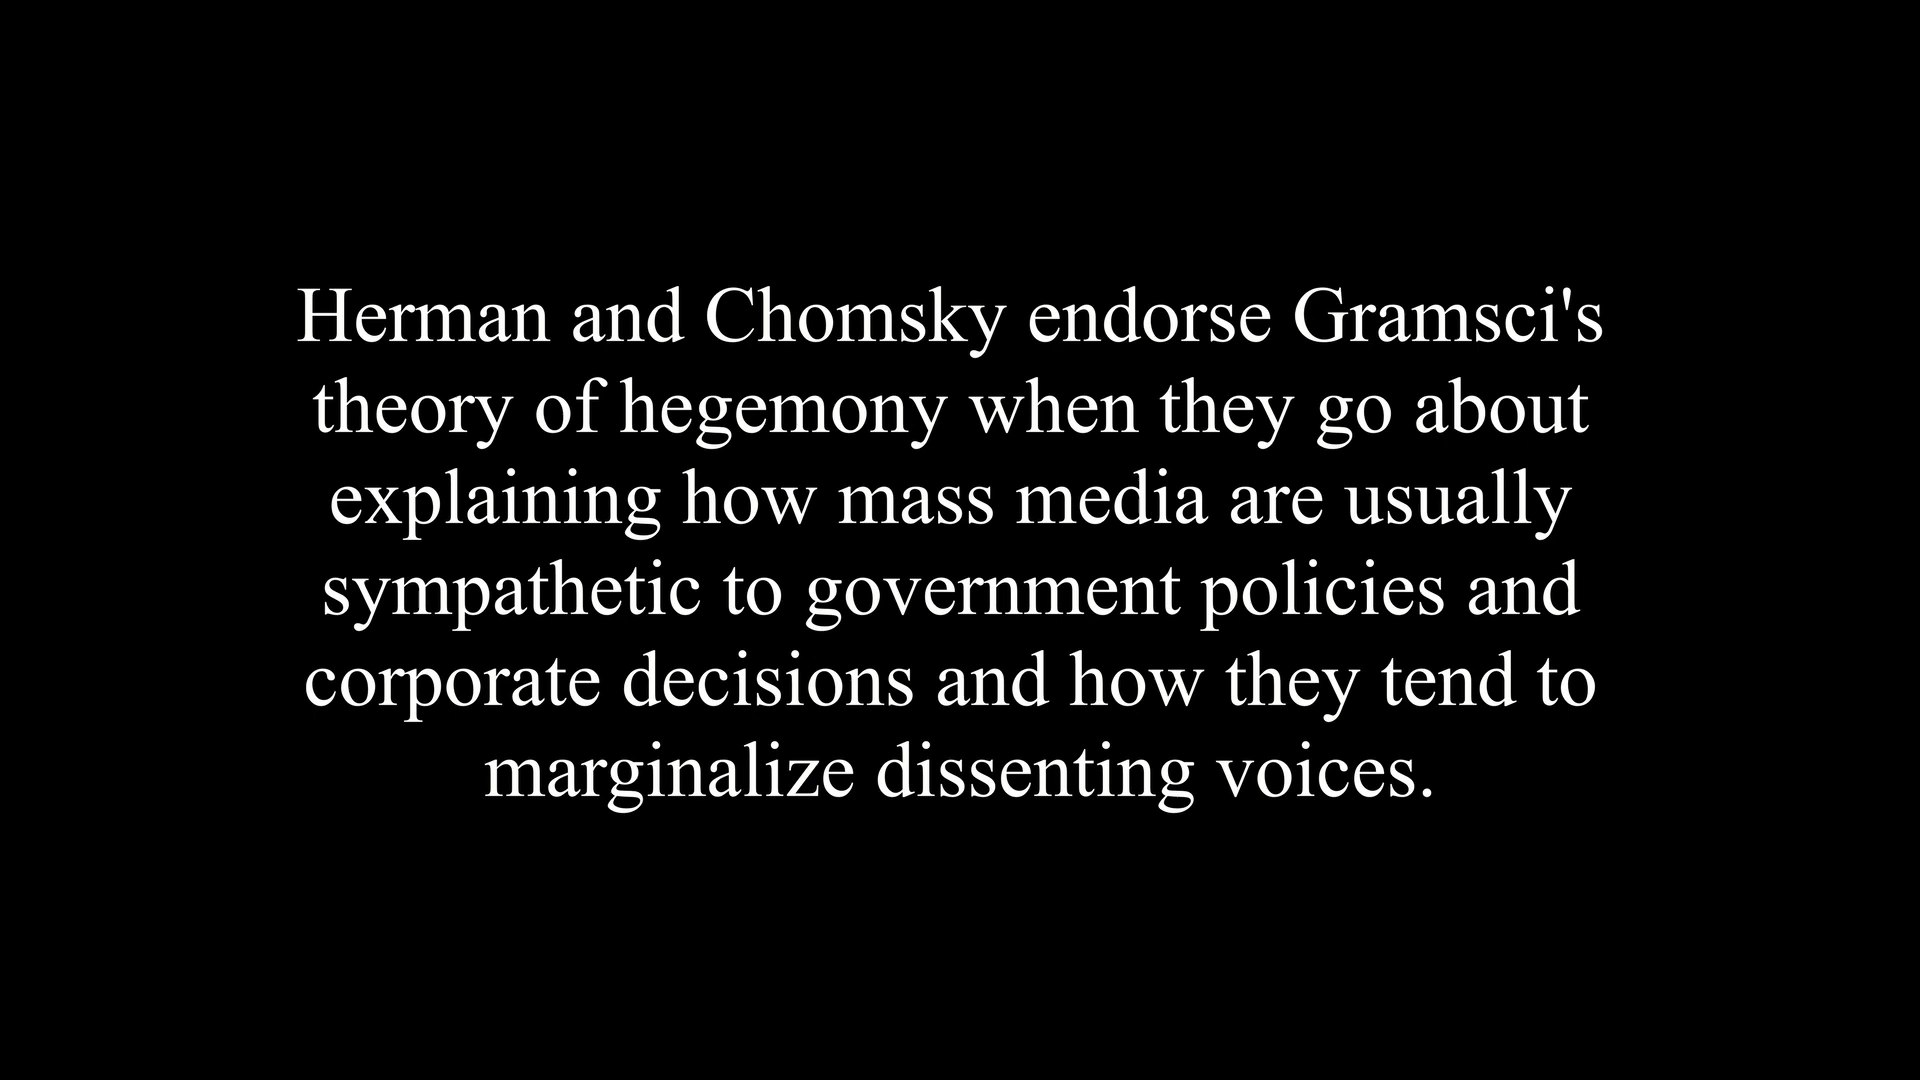 Herman and Chomsky endorse Gramsci's
theory of hegemony when they go about
explaining how mass media are usually
sympathetic to government policies and
corporate decisions and how they tend to
marginalize dissenting voices.